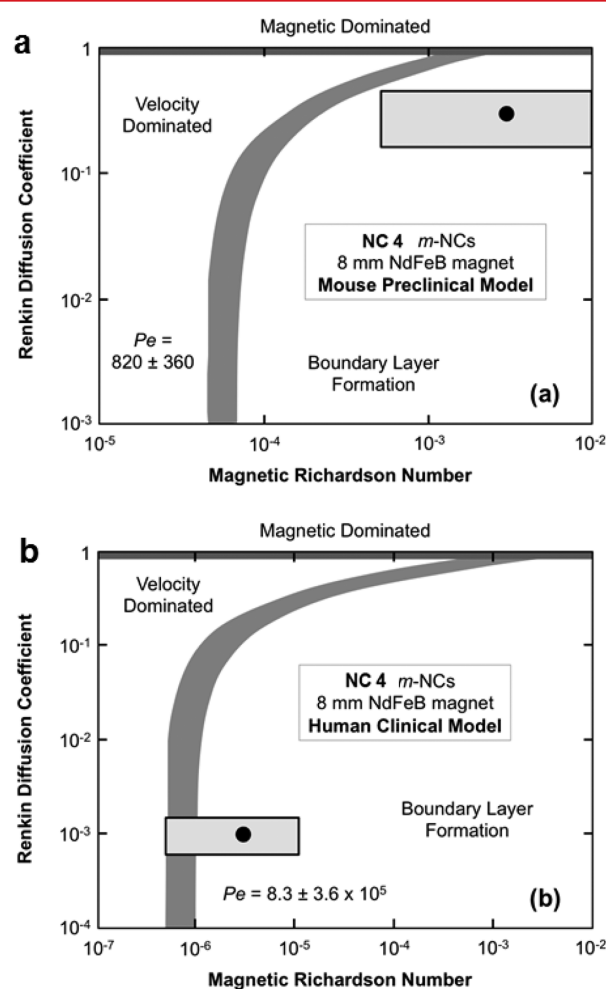 a
Magnetic Dominated
1
Velocity
Dominated
10-1
NC 4 m-NCs
8 mm NdFeB magnet
Mouse Preclinical Model
10-2
Pe =
820 ± 360
Boundary Layer
Formation
(a)
10-3
10-5
10-4
10-3
10-2
Renkin Diffusion Coefficient
Magnetic Richardson Number
b
Magnetic Dominated
1
Velocity
Dominated
10-1
NC 4 m-NCs
8 mm NdFeB magnet
Human Clinical Model
10-2
Boundary Layer
Formation
10-3
Pe = 8.3 ± 3.6 x 10⁵
(b)
10-4
10-7
10-6
10-5
10-4
10-3
10-2
Renkin Diffusion Coefficient
Magnetic Richardson Number